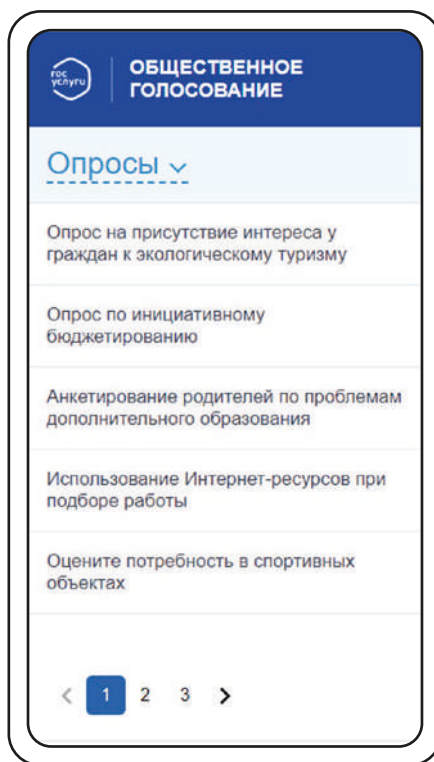 гос
услуги
ОБЩЕСТВЕННОЕ
ГОЛОСОВАНИЕ
Опросы
Опрос на присутствие интереса у
граждан к экологическому туризму
Опрос по инициативному
бюджетированию
Анкетирование родителей по проблемам
дополнительного образования
Использование Интернет-ресурсов при
подборе работы
Оцените потребность в спортивных
объектах
1 2 3